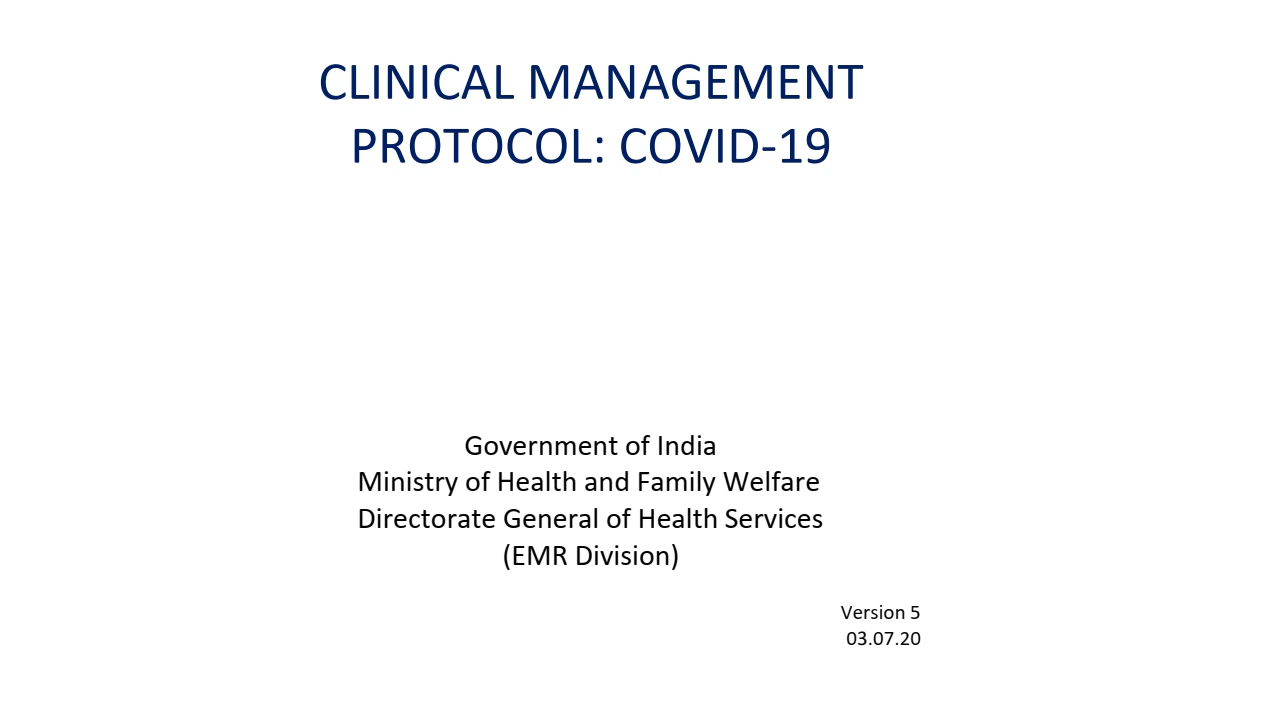 CLINICAL MANAGEMENT
PROTOCOL: COVID-19
Government of India
Ministry of Health and Family Welfare
Directorate General of Health Services
(EMR Division)
Version 5
03.07.20